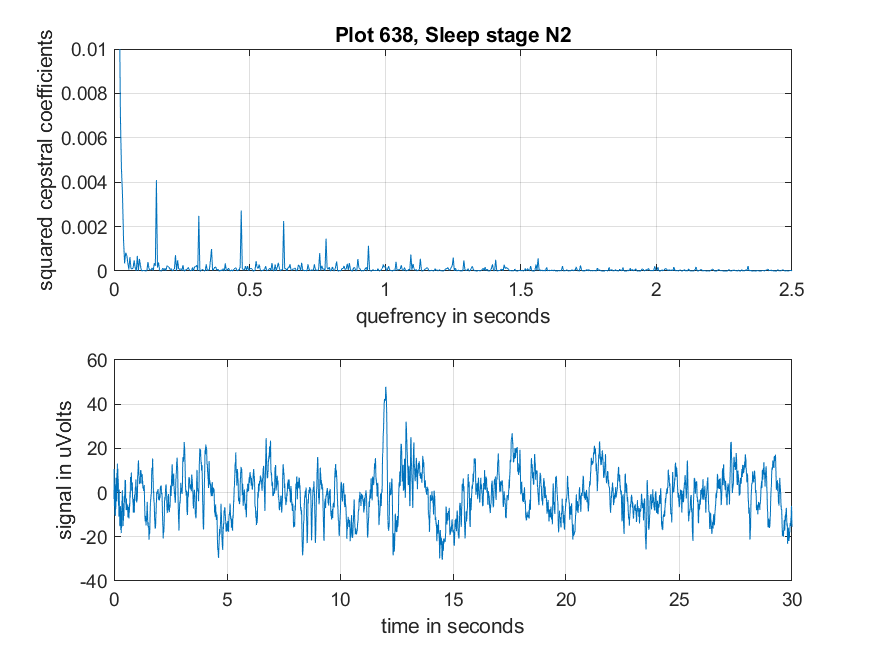 Plot 638, Sleep stage N2
squared cepstral coefficients
0.01
0.008
0.006
0.004
0.002
0
0 0.5 1 1.5 2 2.5
quefrency in seconds
signal in uVolts
60
40
20
0
-20
-40
0 5 10 15 20 25 30
time in seconds